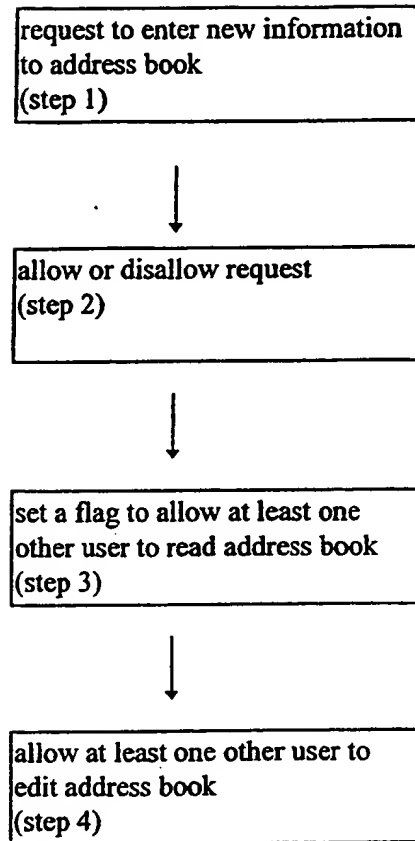 request to enter new information
to address book
(step 1)
allow or disallow request
(step 2)
set a flag to allow at least one
other user to read address book
(step 3)
allow at least one other user to
edit address book
(step 4)